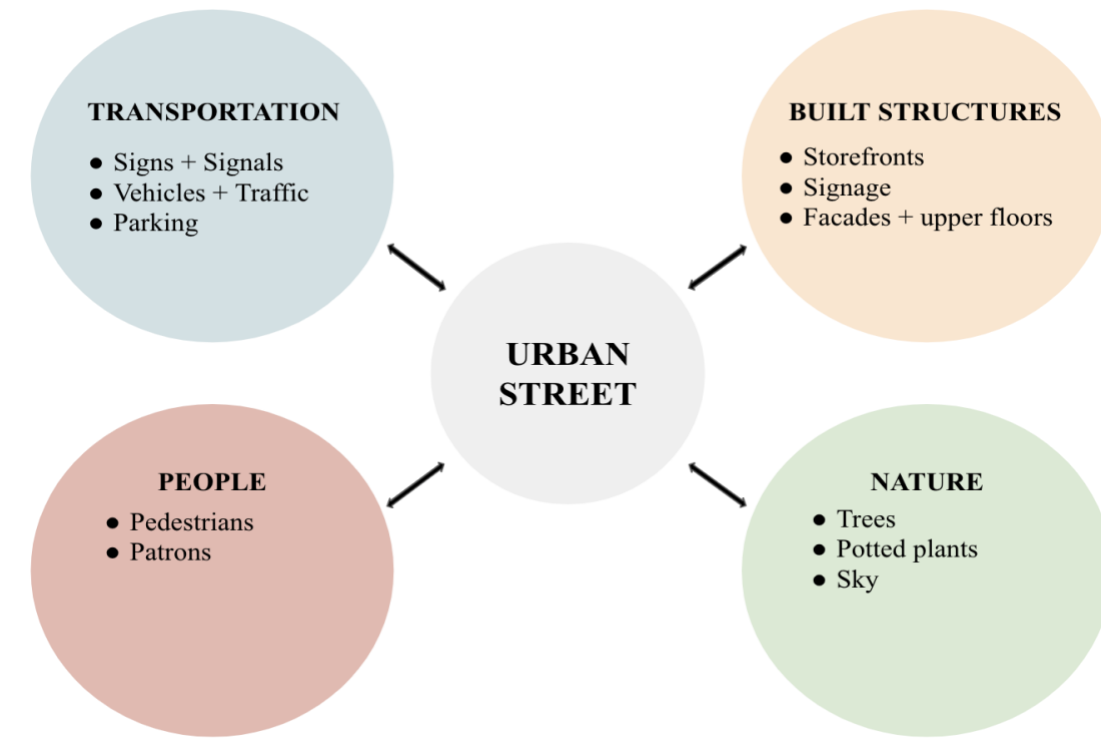 TRANSPORTATION
● Signs + Signals
● Vehicles + Traffic
● Parking
BUILT STRUCTURES
● Storefronts
● Signage
● Facades + upper floors
URBAN
STREET
PEOPLE
● Pedestrians
● Patrons
NATURE
● Trees
● Potted plants
● Sky